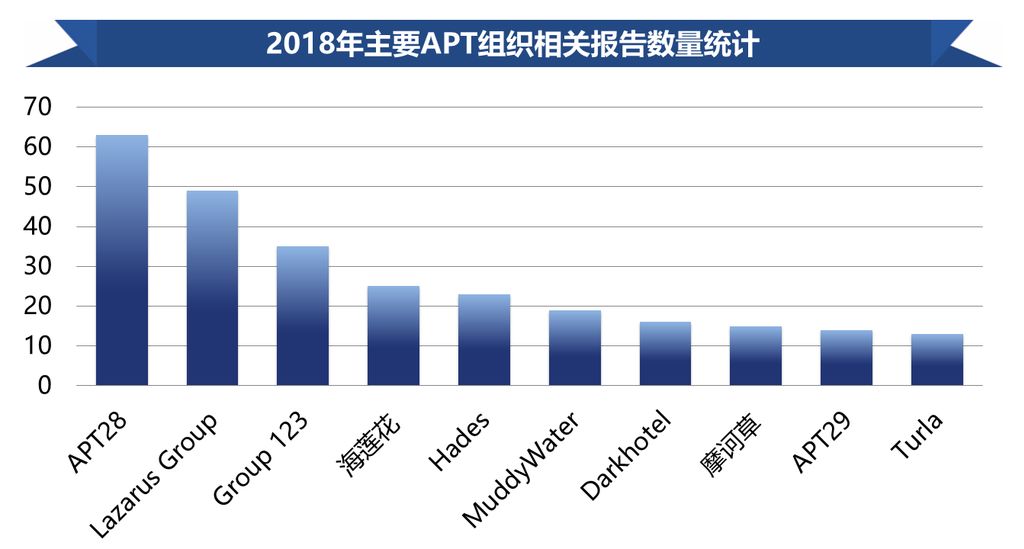 2018年主要APT组织相关报告数量统计
70
60
50
40
30
20
10
0
APT28
Lazarus Group
Group 123
海莲花
Hades
MuddyWater
Darkhotel
摩诃草
APT29
Turla